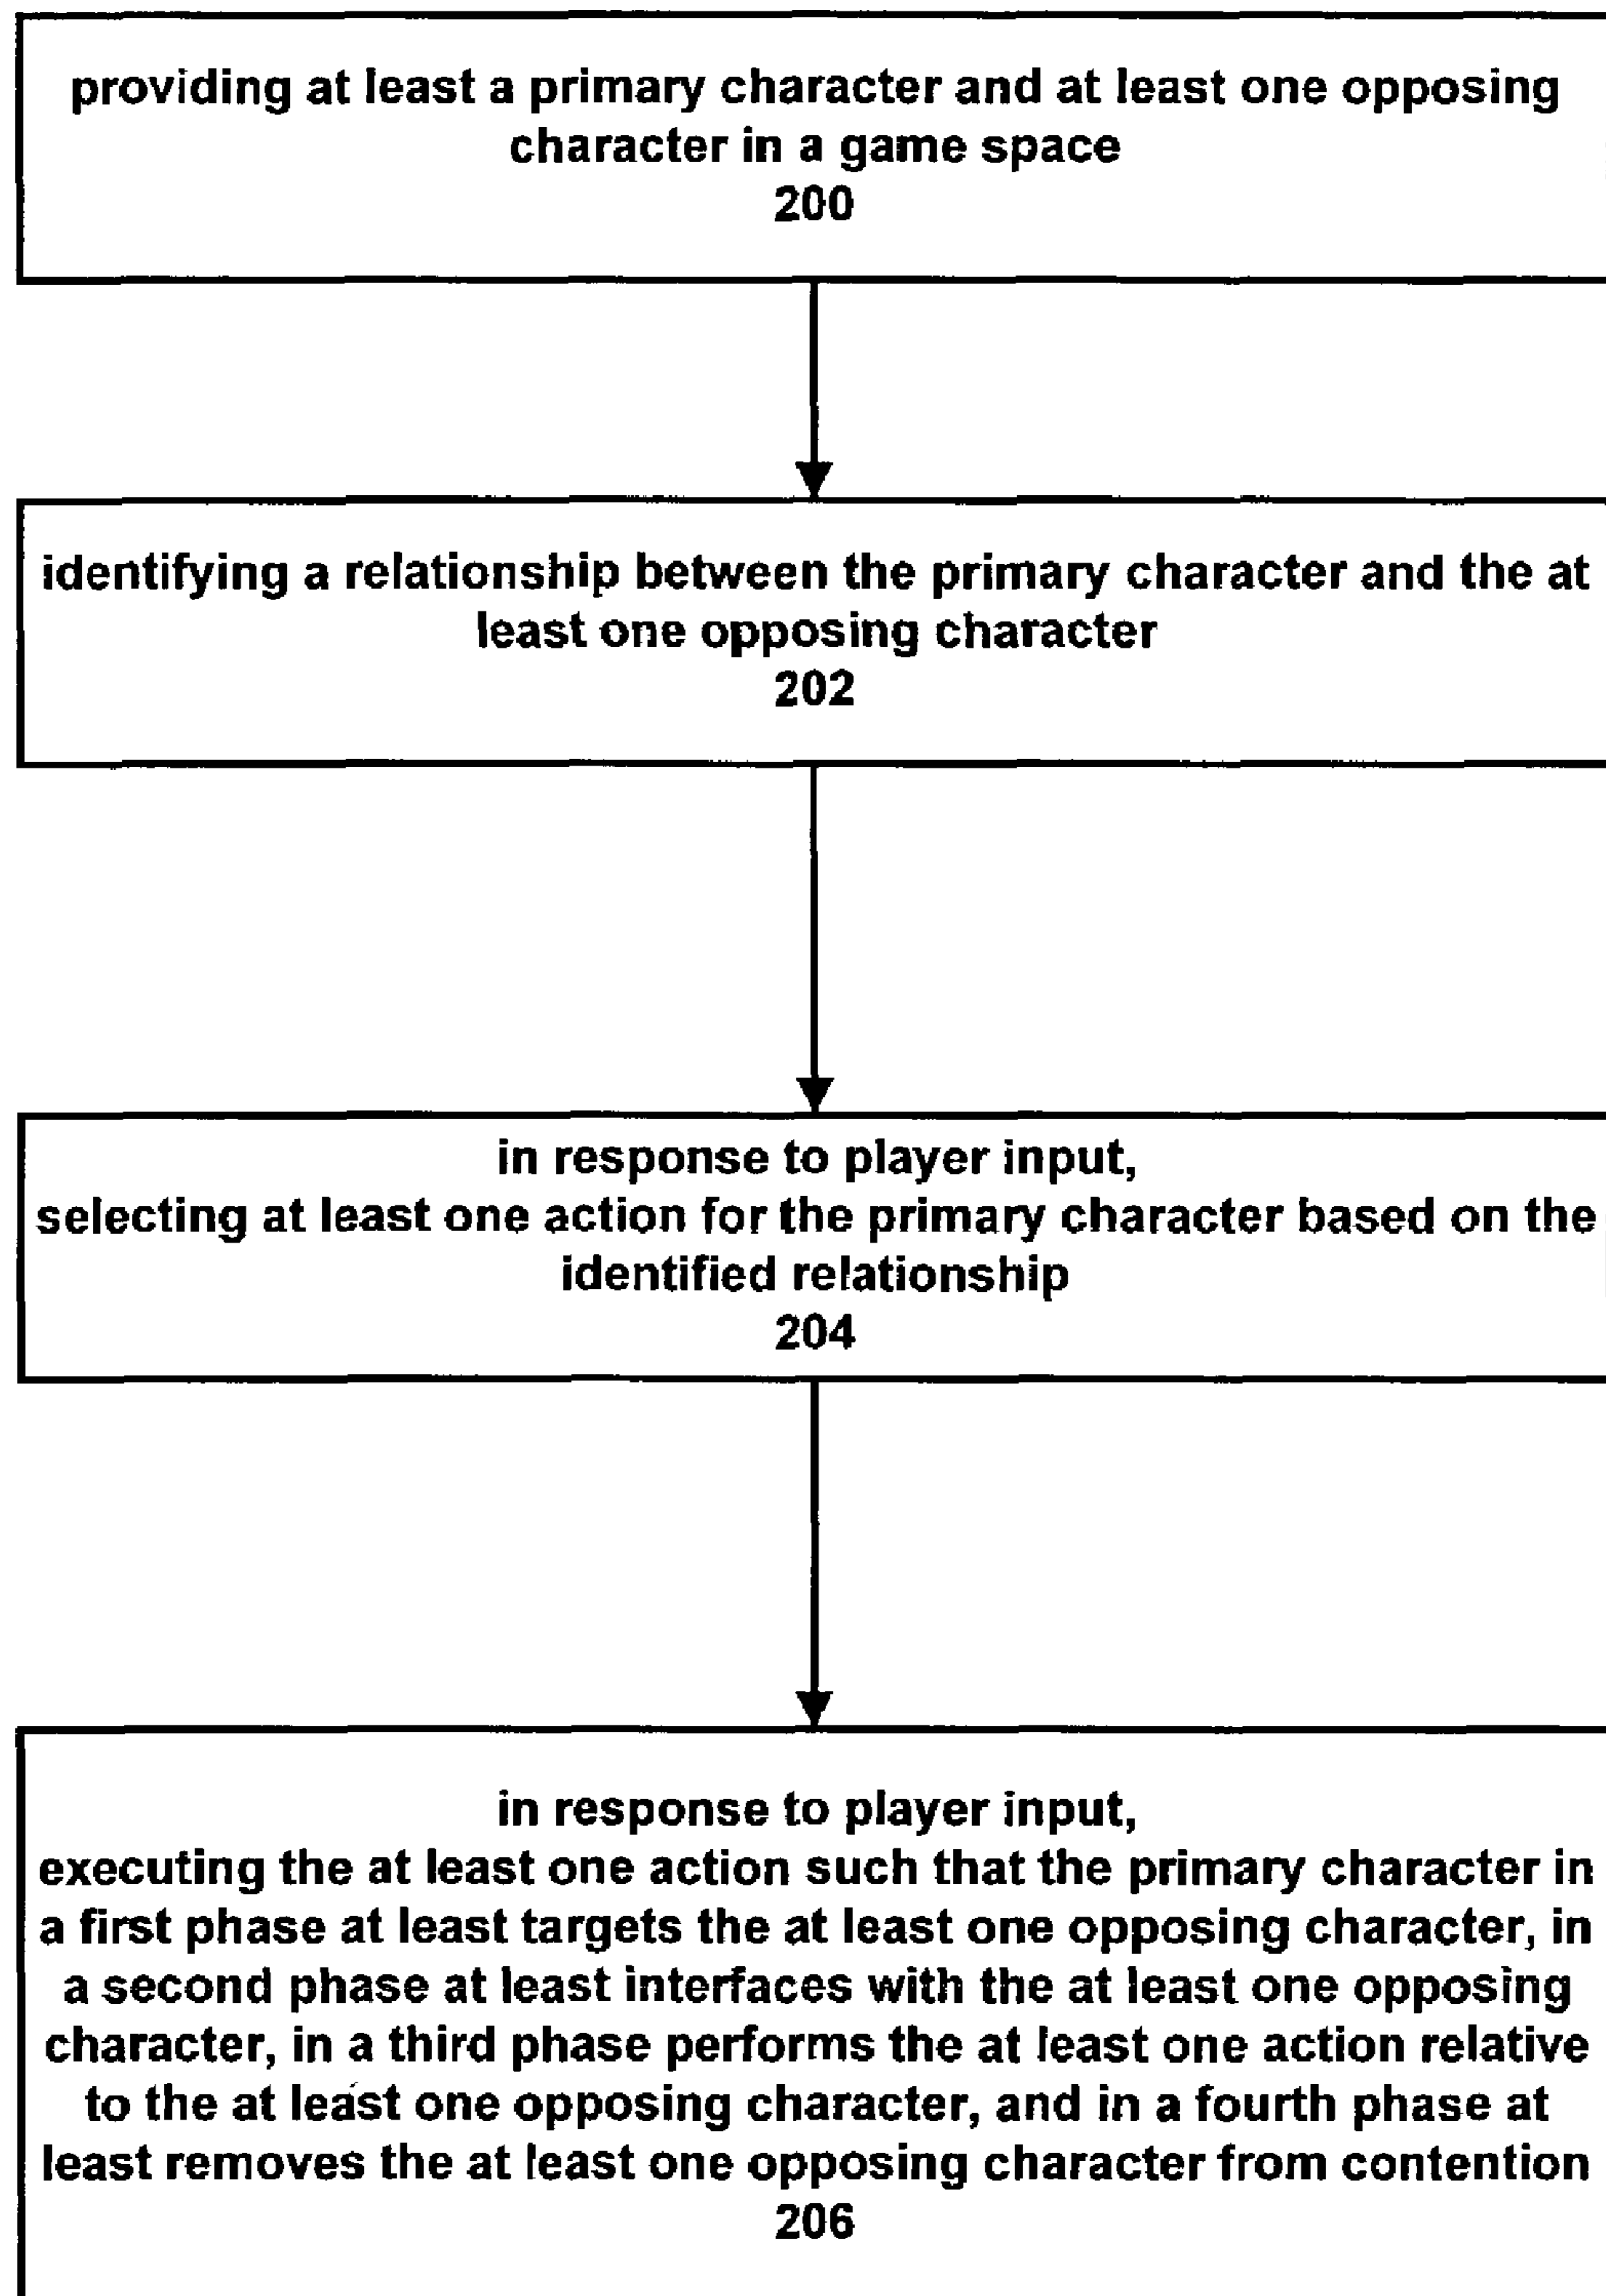 providing at least a primary character and at least one opposing
character in a game space
200
identifying a relationship between the primary character and the at
least one opposing character
202
in response to player input,
selecting at least one action for the primary character based on the
identified relationship
204
in response to player input,
executing the at least one action such that the primary character in
a first phase at least targets the at least one opposing character, in
a second phase at least interfaces with the at least one opposing
character, in a third phase performs the at least one action relative
to the at least one opposing character, and in a fourth phase at
least removes the at least one opposing character from contention
206